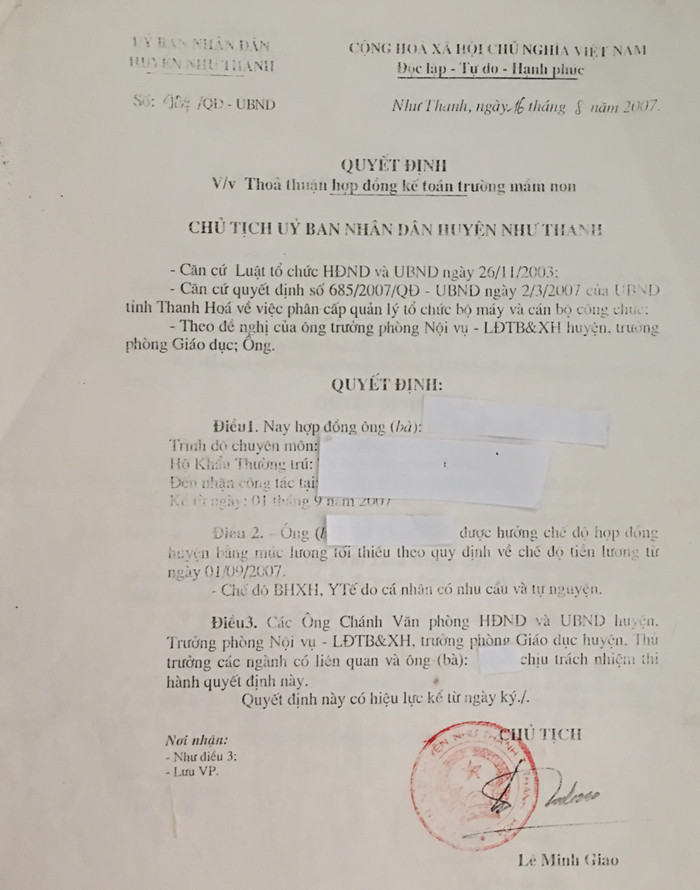 UỶ BAN NHÂN DÂN
HUYỆN NHƯ THANH
Số: /QĐ - UBND
CỘNG HOÀ XÃ HỘI CHỦ NGHĨA VIỆT NAM
Độc lập - Tự do - Hạnh phúc
Như Thanh, ngày 16 tháng 8 năm 2007.
QUYẾT ĐỊNH
V/v Thoả thuận hợp đồng kế toán trường mầm non
CHỦ TỊCH UỶ BAN NHÂN DÂN HUYỆN NHƯ THANH
- Căn cứ Luật tổ chức HĐND và UBND ngày 26/11/2003;
- Căn cứ quyết định số 685/2007/QĐ - UBND ngày 2/3/2007 của UBND
tỉnh Thanh Hoá về việc phân cấp quản lý tổ chức bộ máy và cán bộ công chức;
- Theo đề nghị của ông trưởng phòng Nội vụ - LĐTB&XH huyện, trưởng
phòng Giáo dục; Ông.
QUYẾT ĐỊNH:
Điều1. Nay hợp đồng ông (bà):
Trình độ chuyên môn:
Hộ Khẩu Thường trú:
Đến nhận công tác tại:
Kể từ ngày: 01 tháng 9 năm 2007
Điều 2. - Ông ( được hưởng chế độ hợp đồng
huyện bằng mức lương tối thiểu theo quy định về chế độ tiền lương từ
ngày 01/09/2007.
- Chế độ BHXH, YTế do cá nhân có nhu cầu và tự nguyện.
Điều3. Các Ông Chánh Văn phòng HĐND và UBND huyện,
Trưởng phòng Nội vụ - LĐTB&XH, trưởng phòng Giáo dục huyện, Thủ
trưởng các ngành có liên quan và ông (bà): chịu trách nhiệm thi
hành quyết định này.
Quyết định này có hiệu lực kể từ ngày ký./.
Nơi nhận:
- Như điều 3;
- Lưu VP.
CHỦ TỊCH
Lê Minh Giao